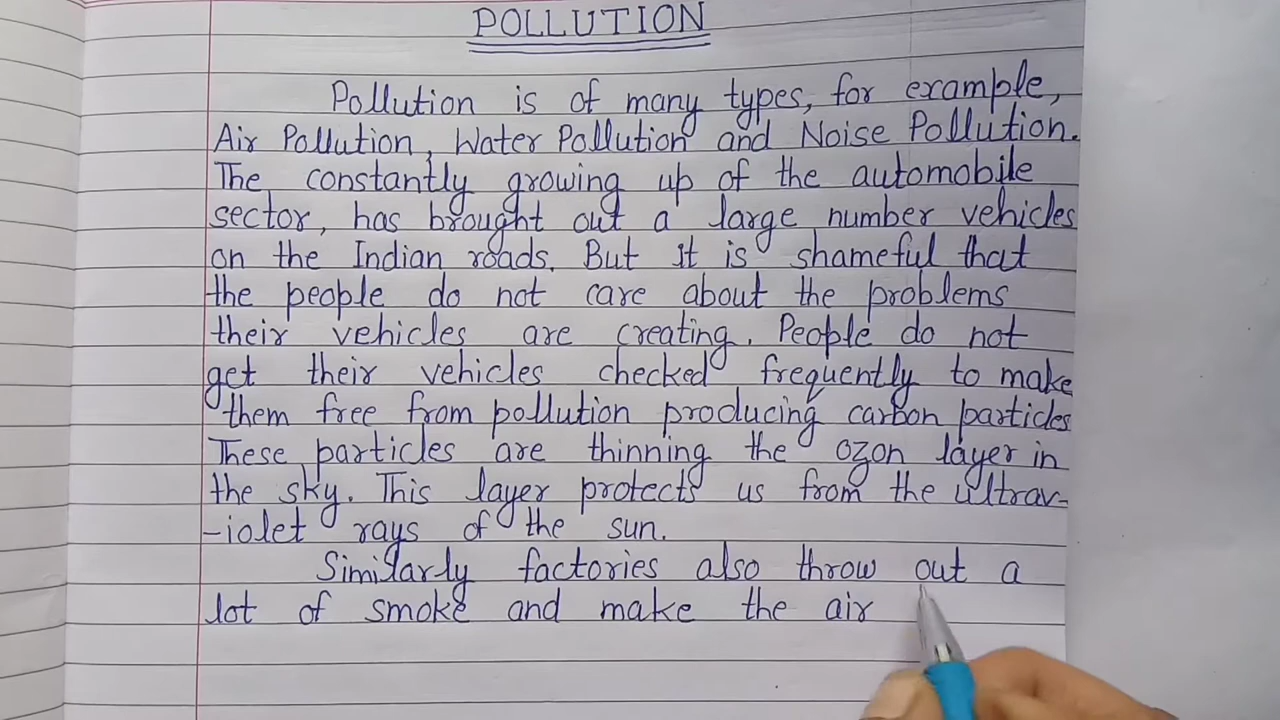 POLLUTION
Pollution is of many types, for example,
Air Pollution, Water Pollution and Noise Pollution.
The constantly growing up of the automobile
sector, has brought out a large number vehicles
on the Indian roads. But it is shameful that
the people do not care about the problems
their vehicles are creating. People do not
get their vehicles checked frequently to make
them free from pollution producing carbon particles
These particles are thinning the ozon layer in
the sky. This layer protects us from the ultrav-
-iolet rays of the sun.
Similarly factories also throw out a
lot of smoke and make the air